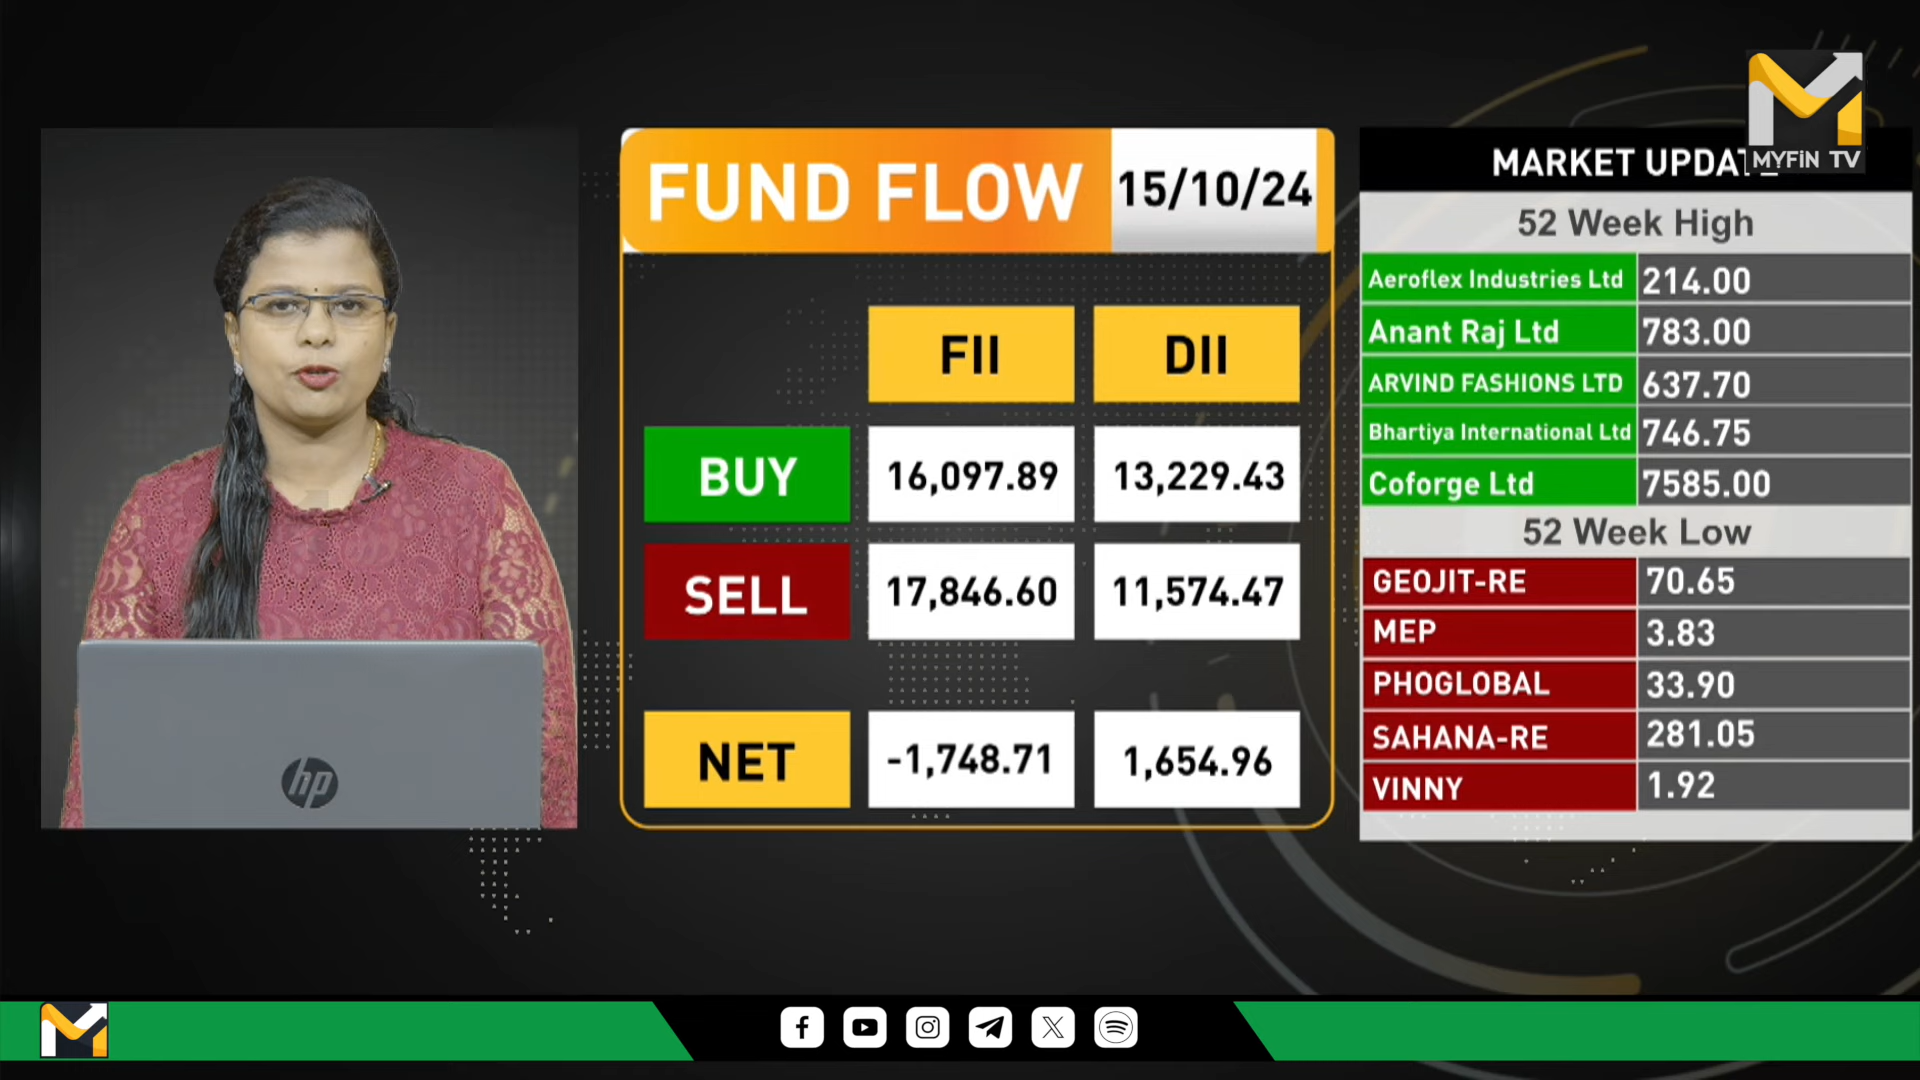 MYFiN TV
FUND FLOW 15/10/24
FII DII
BUY 16,097.89 13,229.43
SELL 17,846.60 11,574.47
NET -1,748.71 1,654.96
MARKET UPDATE
52 Week High
Aeroflex Industries Ltd 214.00
Anant Raj Ltd 783.00
ARVIND FASHIONS LTD 637.70
Bhartiya International Ltd 746.75
Coforge Ltd 7585.00
52 Week Low
GEOJIT-RE 70.65
MEP 3.83
PHOGLOBAL 33.90
SAHANA-RE 281.05
VINNY 1.92
hp